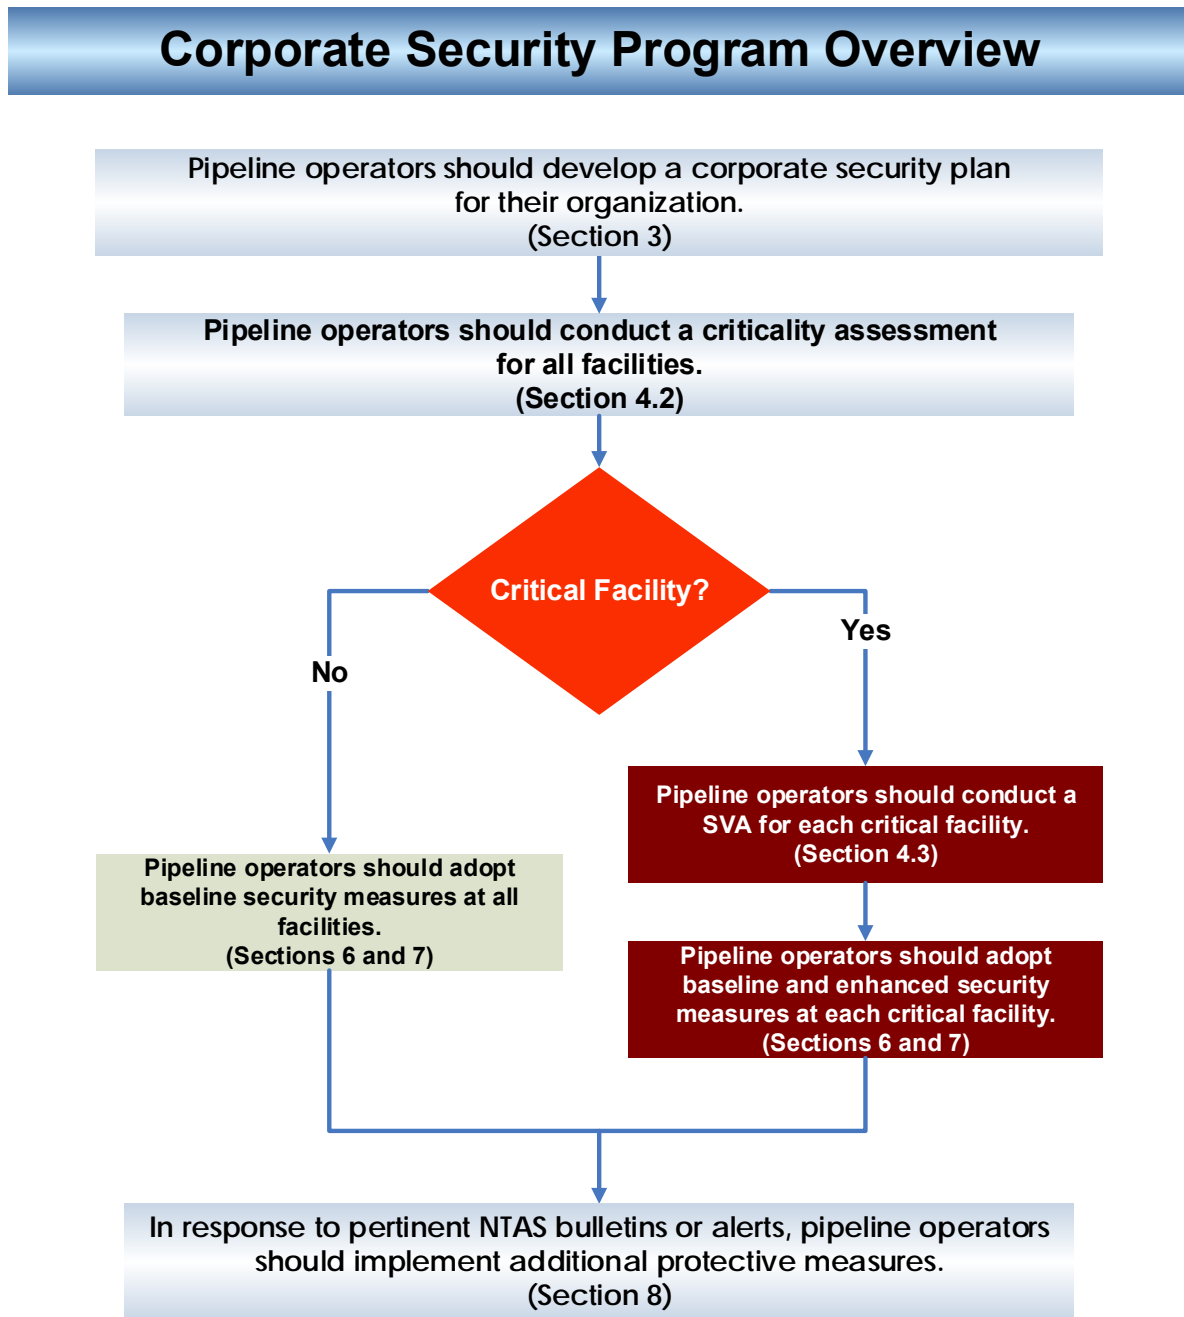 Corporate Security Program Overview
Pipeline operators should develop a corporate security plan
for their organization.
(Section 3)
Pipeline operators should conduct a criticality assessment
for all facilities.
(Section 4.2)
Critical Facility?
No
Yes
Pipeline operators should conduct a
SVA for each critical facility.
(Section 4.3)
Pipeline operators should adopt
baseline security measures at all
facilities.
(Sections 6 and 7)
Pipeline operators should adopt
baseline and enhanced security
measures at each critical facility.
(Sections 6 and 7)
In response to pertinent NTAS bulletins or alerts, pipeline operators
should implement additional protective measures.
(Section 8)